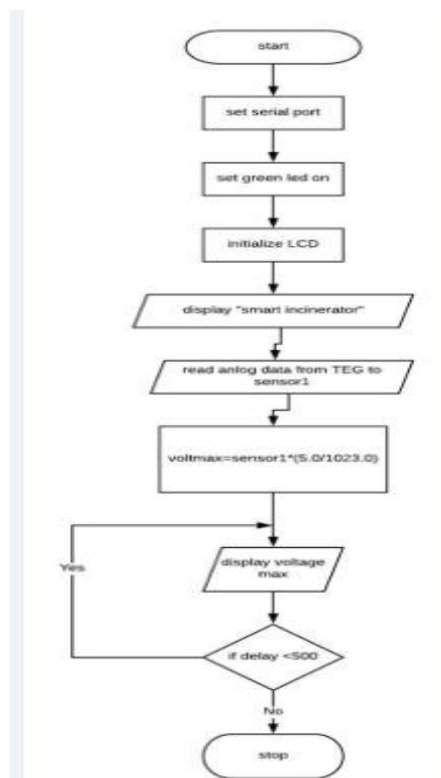 start
set serial port
set green led on
initialize LCD
display "smart incinerator"
read anlog data from TEG to
sensor1
voltmax=sensor1*(5.0/1023.0)
Yes
display voltage
max
if delay <500
No
stop